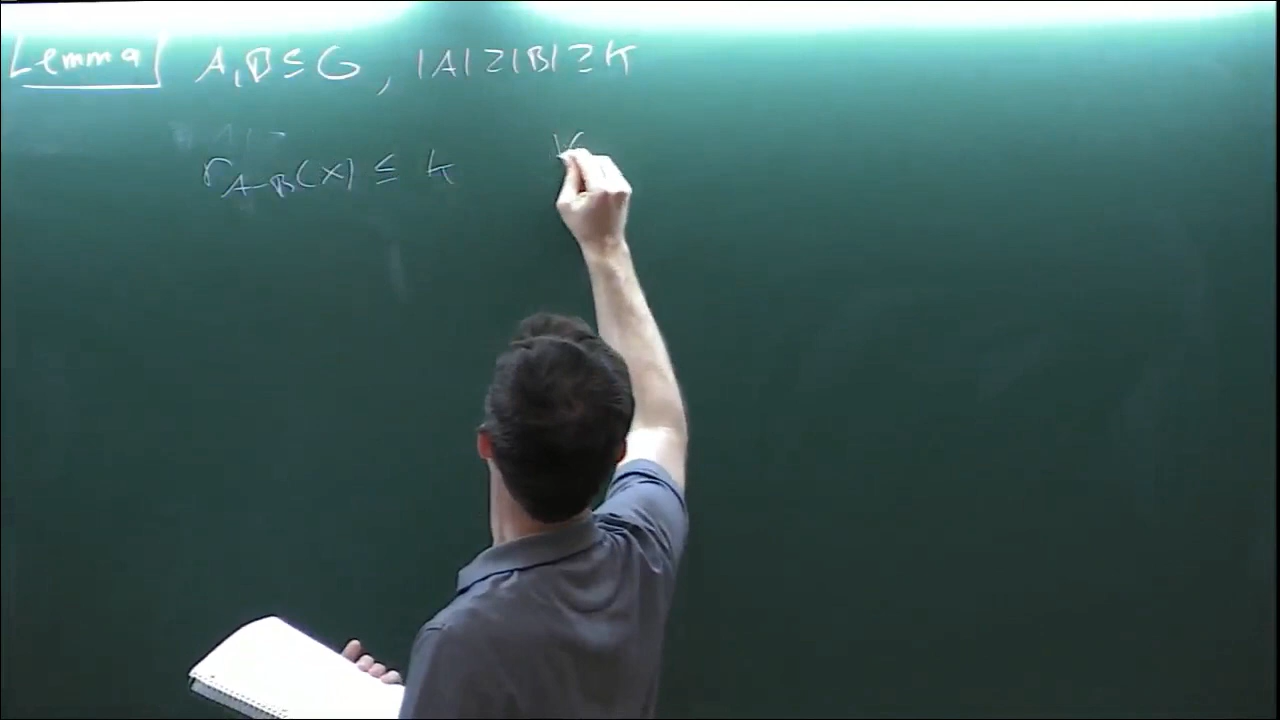 Lemma A,B ⊆ G, |A| ≥ |B| ≥ k
r_{A-B}(x) ≤ k